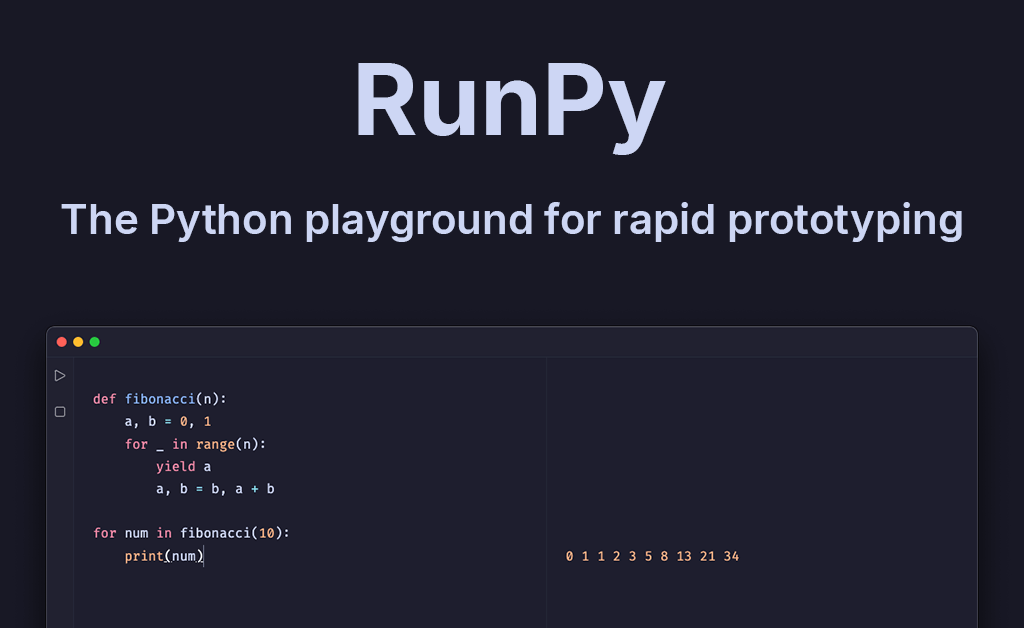 RunPy
The Python playground for rapid prototyping
def fibonacci(n):
    a, b = 0, 1
    for _ in range(n):
        yield a
        a, b = b, a + b
for num in fibonacci(10):
    print(num)
0 1 1 2 3 5 8 13 21 34